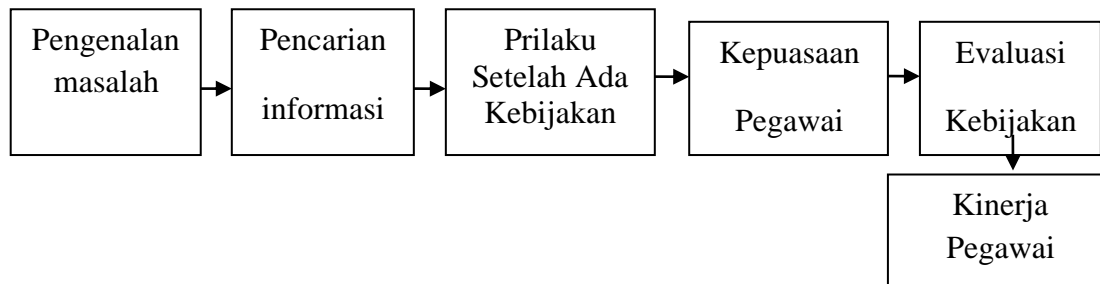 Pengenalan
masalah
Pencarian
informasi
Prilaku
Setelah Ada
Kebijakan
Kepuasaan
Pegawai
Evaluasi
Kebijakan
Kinerja
Pegawai